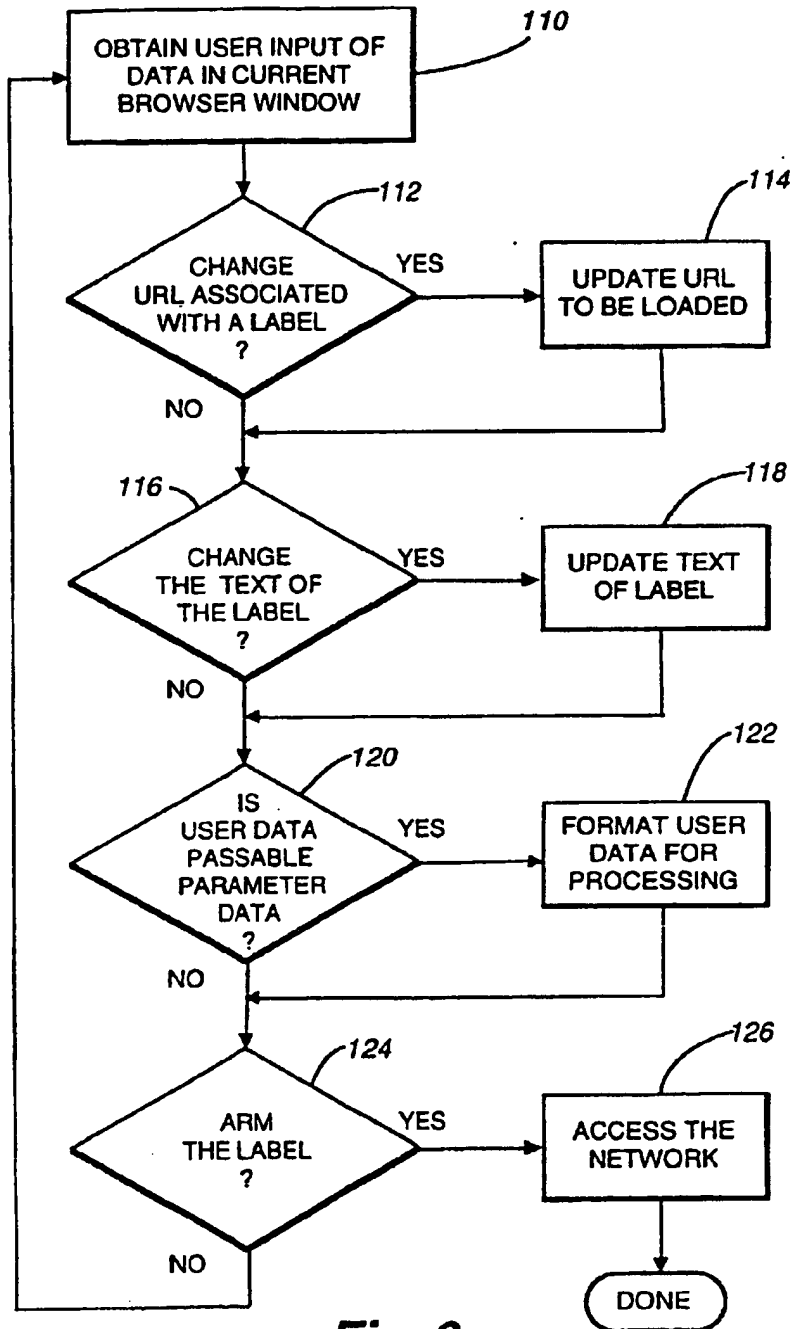 110
OBTAIN USER INPUT OF
DATA IN CURRENT
BROWSER WINDOW
112
CHANGE
URL ASSOCIATED
WITH A LABEL
?
YES
114
UPDATE URL
TO BE LOADED
NO
116
CHANGE
THE TEXT OF
THE LABEL
?
YES
118
UPDATE TEXT
OF LABEL
NO
120
IS
USER DATA
PASSABLE
PARAMETER
DATA
?
YES
122
FORMAT USER
DATA FOR
PROCESSING
NO
124
ARM
THE LABEL
?
YES
126
ACCESS THE
NETWORK
NO
DONE